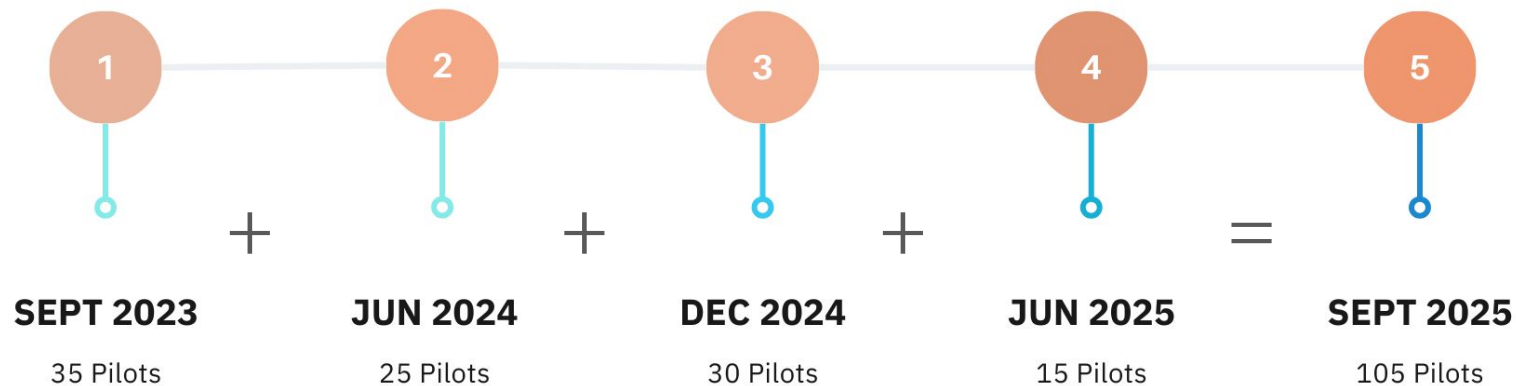 1 2 3 4 5
+ + + =
SEPT 2023 JUN 2024 DEC 2024 JUN 2025 SEPT 2025
35 Pilots 25 Pilots 30 Pilots 15 Pilots 105 Pilots